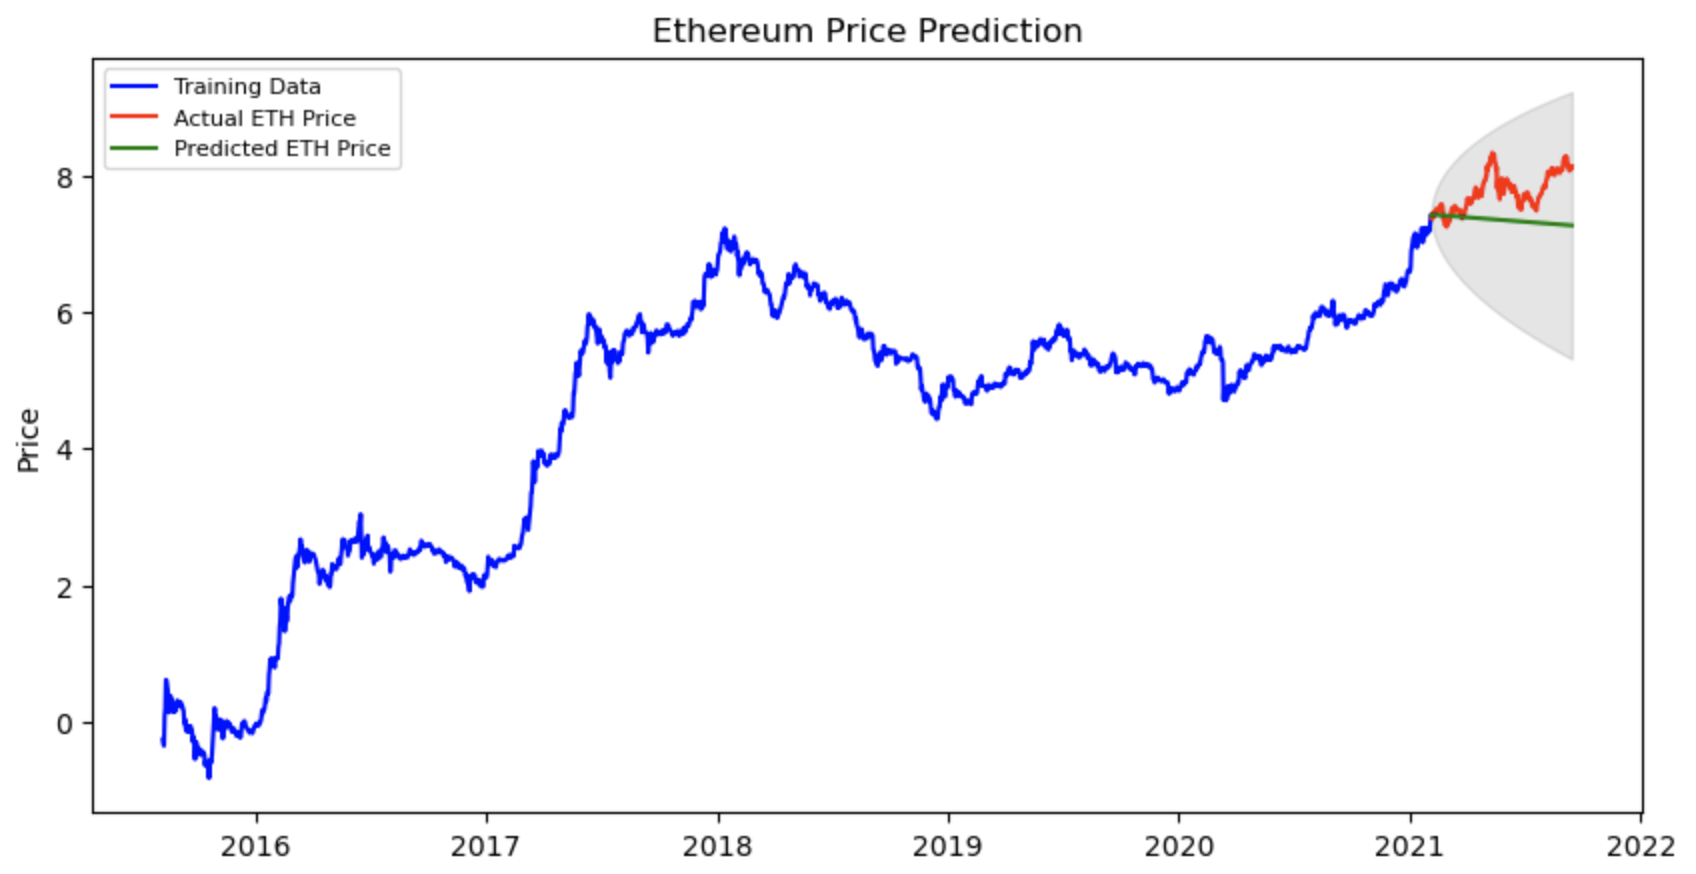 Ethereum Price Prediction
Training Data
Actual ETH Price
Predicted ETH Price
8
6
4
2
0
Price
2016 2017 2018 2019 2020 2021 2022